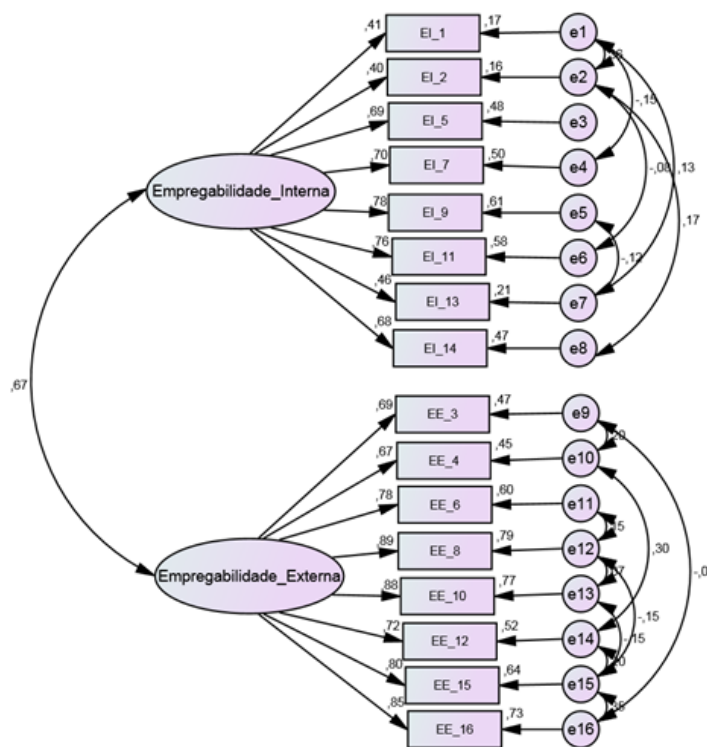 ,41 EI_1 ,17 e1
,40 EI_2 ,16 e2
,69 EI_5 ,48 e3
-,15
,70 EI_7 ,50 e4
-,08 ,13
Empregabilidade_Interna
,78 EI_9 ,61 e5
,17
,76 EI_11 ,58 e6
-,12
,46 EI_13 ,21 e7
,68 EI_14 ,47 e8
,67
,69 EE_3 ,47 e9
,67 EE_4 ,45 e10
,78 EE_6 ,60 e11
,89 EE_8 ,79 e12
,30
Empregabilidade_Externa
-,0
,88 EE_10 ,77 e13
-,15
,72 EE_12 ,52 e14
-,15
,80 EE_15 ,64 e15
,85 EE_16 ,73 e16